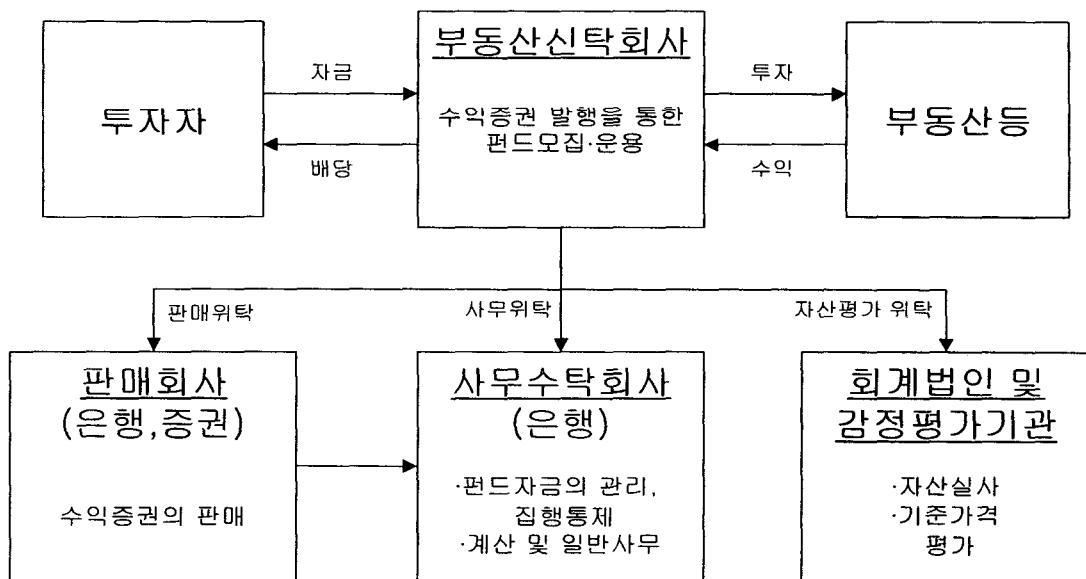 부동산신탁회사
자금
투자
투자자
수익증권 발행을 통한
펀드모집·운용
부동산등
배당
수익
판매위탁
사무위탁
자산평가 위탁
판매회사
(은행,증권)
수익증권의 판매
사무수탁회사
(은행)
·펀드자금의 관리,
집행통제
·계산 및 일반사무
회계법인 및
감정평가기관
·자산실사
·기준가격
평가